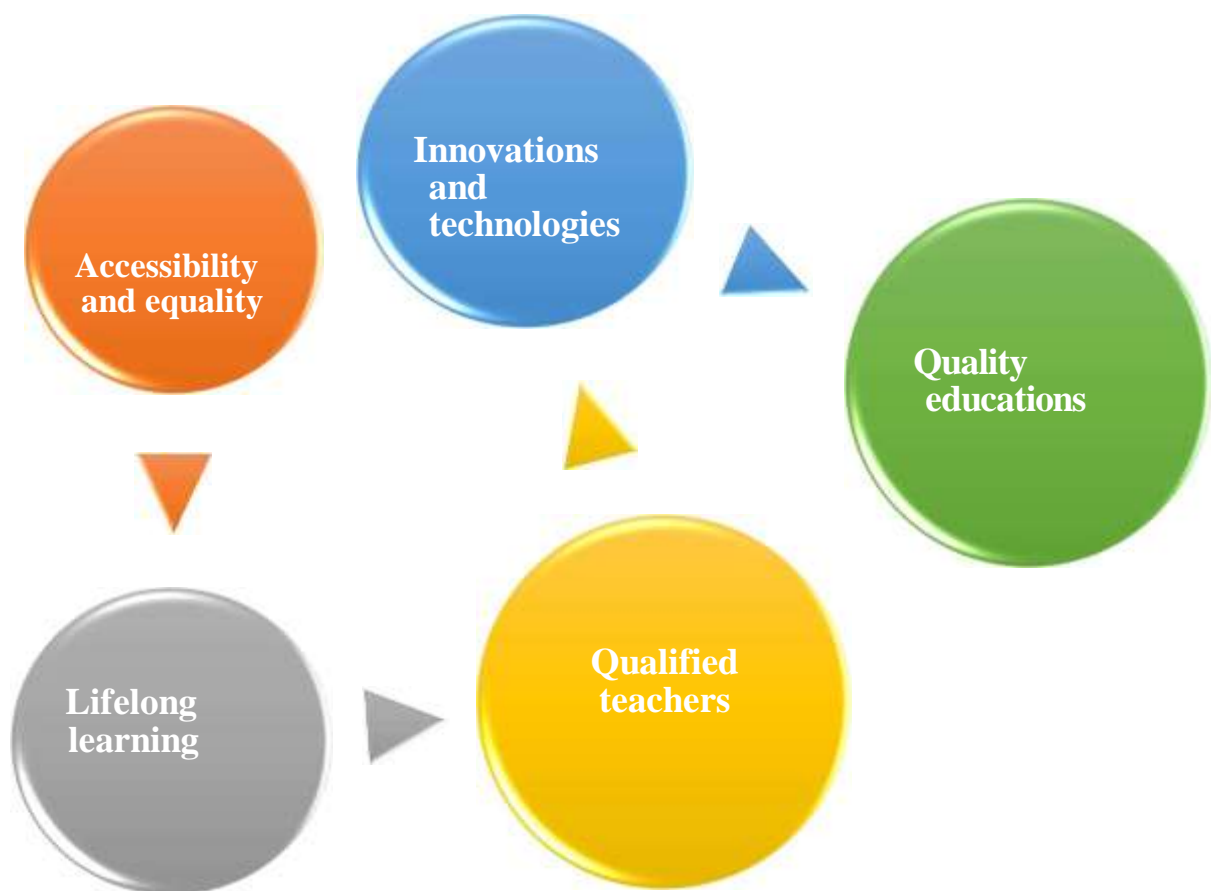 Accessibility
and equality
Lifelong
learning
Qualified
teachers
Innovations
and
technologies
Quality
educations